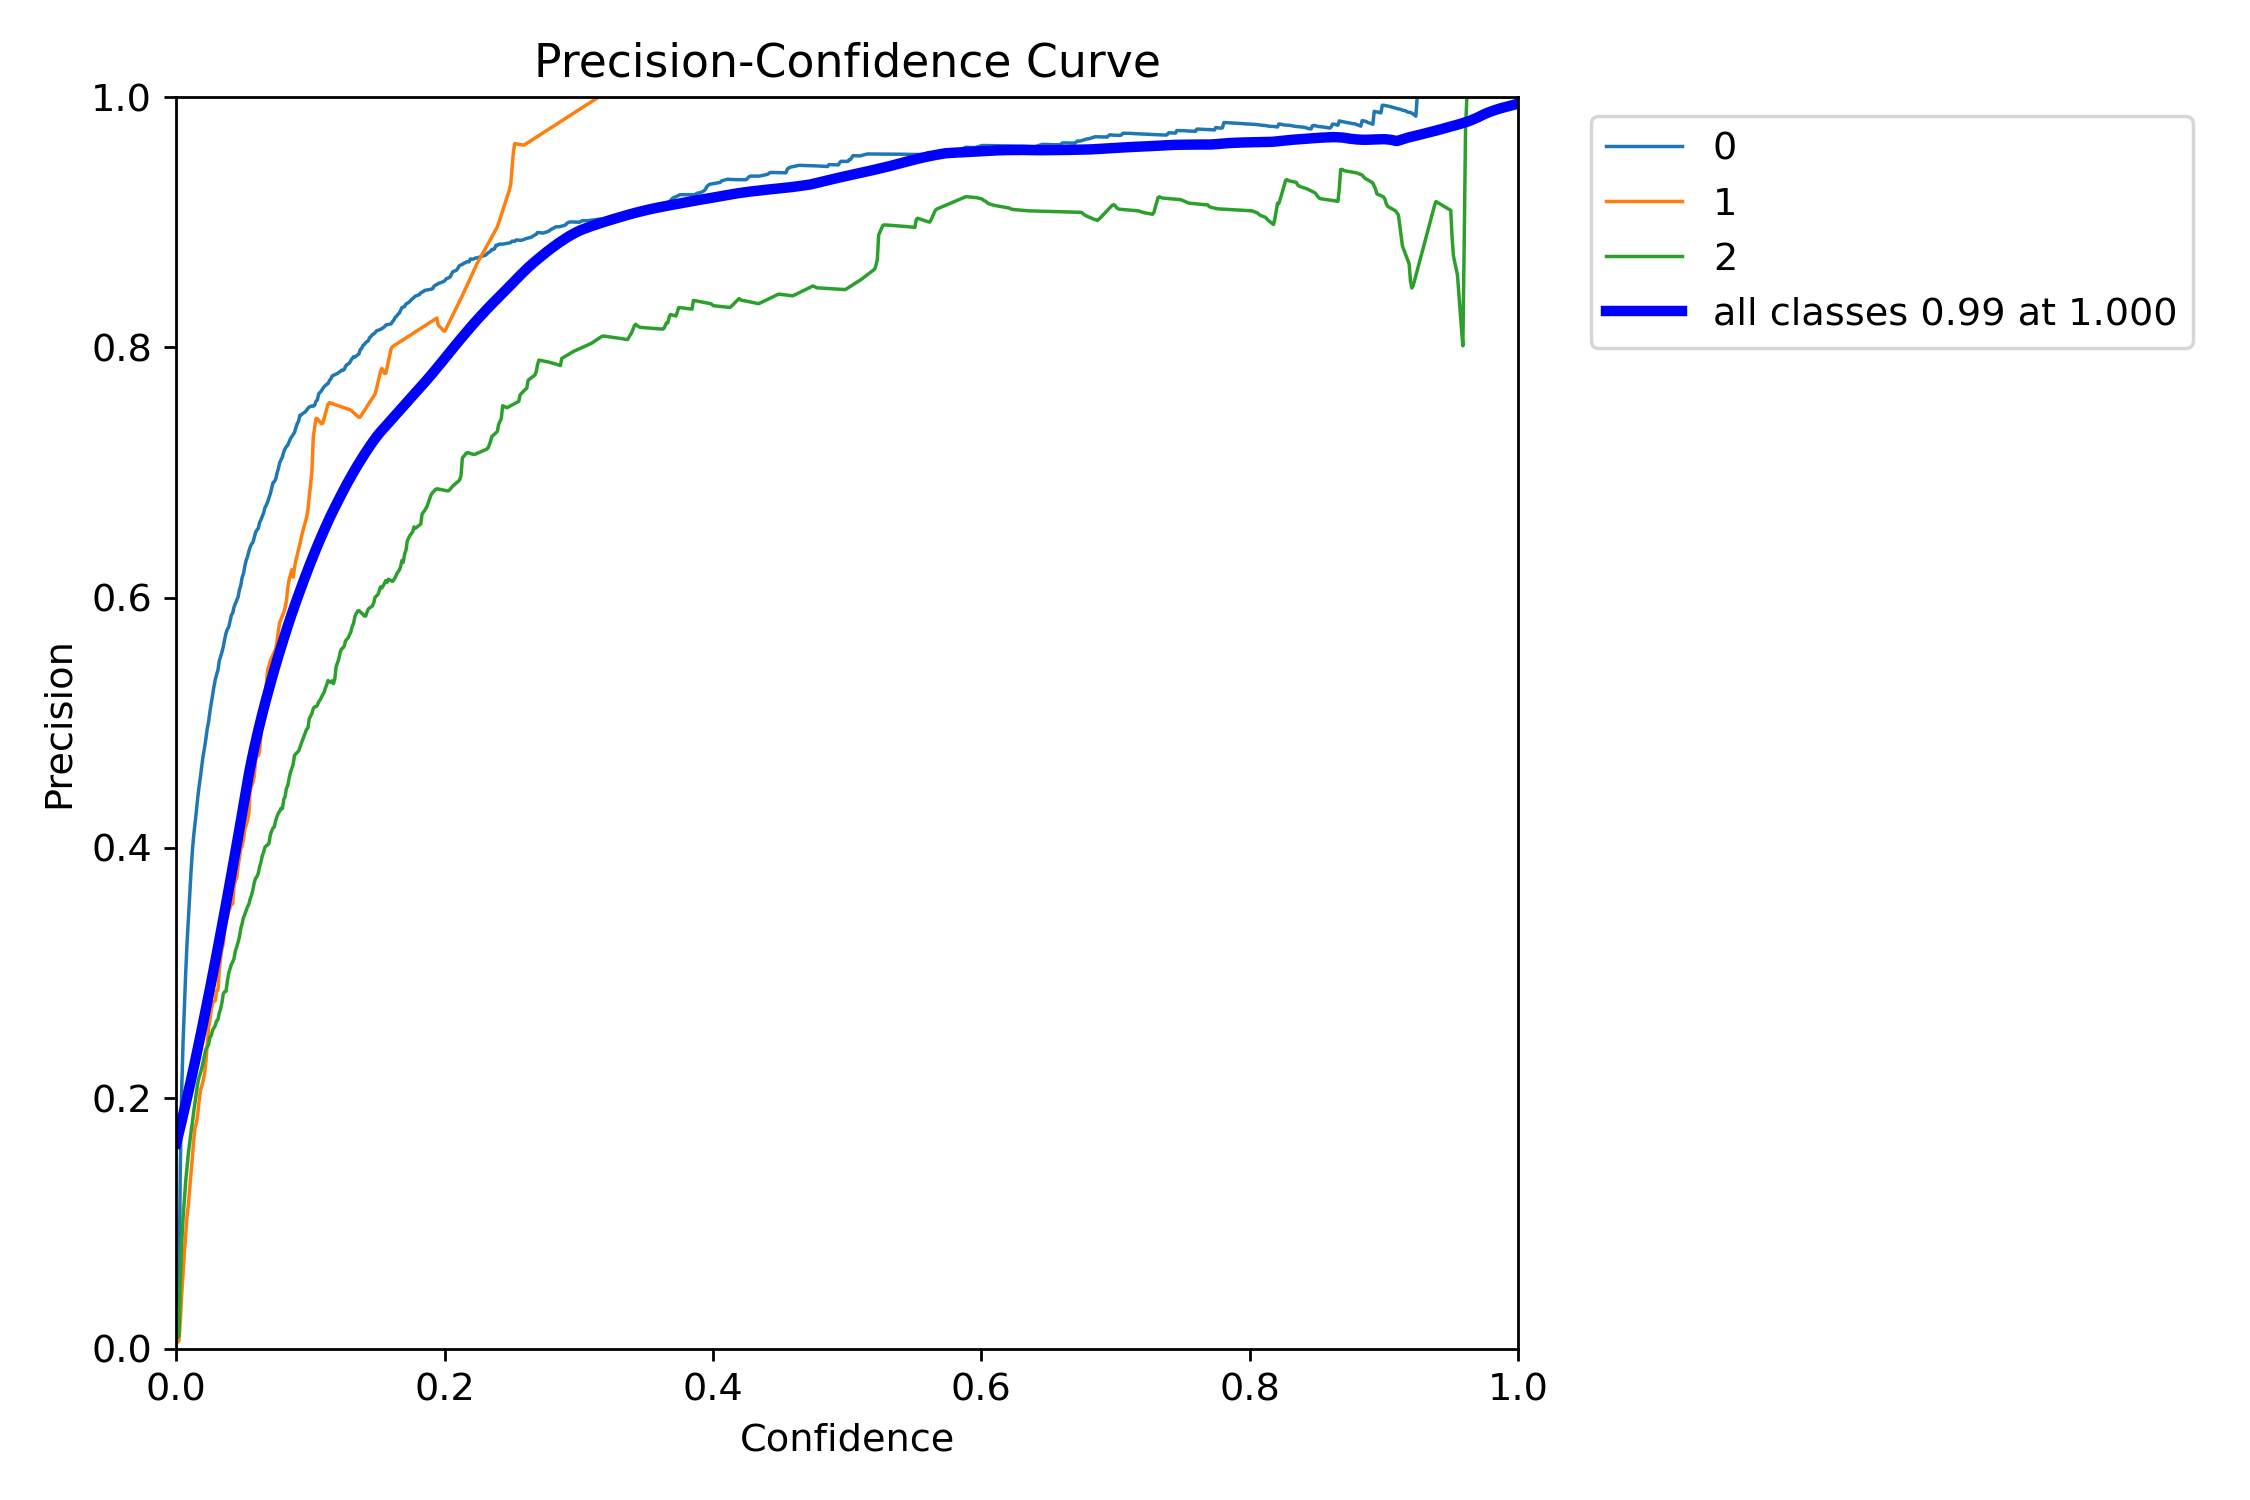 Precision-Confidence Curve
1.0
0.8
0.6
0.4
0.2
0.0
Precision
0.0 0.2 0.4 0.6 0.8 1.0
Confidence
0
1
2
all classes 0.99 at 1.000